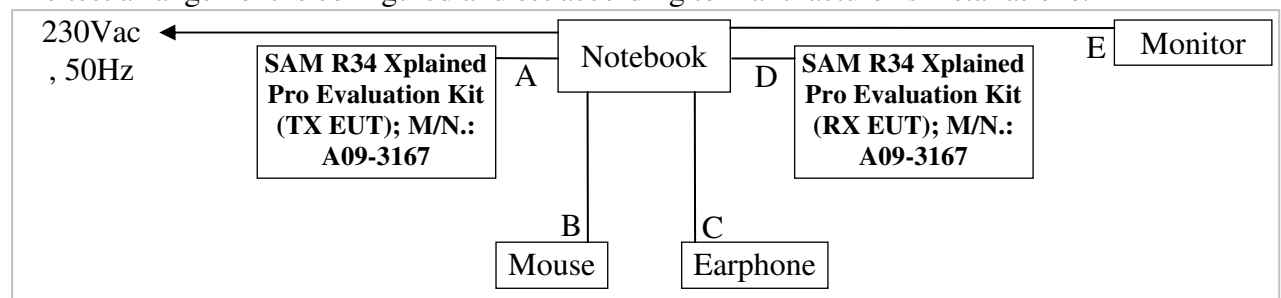 230Vac
, 50Hz
SAM R34 Xplained
Pro Evaluation Kit
(TX EUT); M/N.:
A09-3167
A
Notebook
D
SAM R34 Xplained
Pro Evaluation Kit
(RX EUT); M/N.:
A09-3167
E
Monitor
B
Mouse
C
Earphone